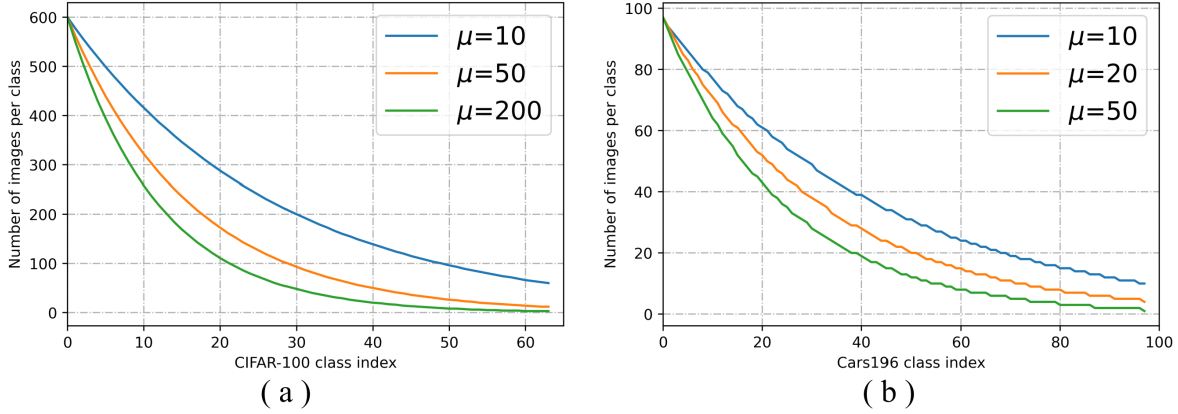 600
500
400
300
200
100
0
Number of images per class
μ=10
μ=50
μ=200
0 10 20 30 40 50 60
CIFAR-100 class index
( a )
100
80
60
40
20
0
Number of images per class
μ=10
μ=20
μ=50
0 20 40 60 80 100
Cars196 class index
( b )